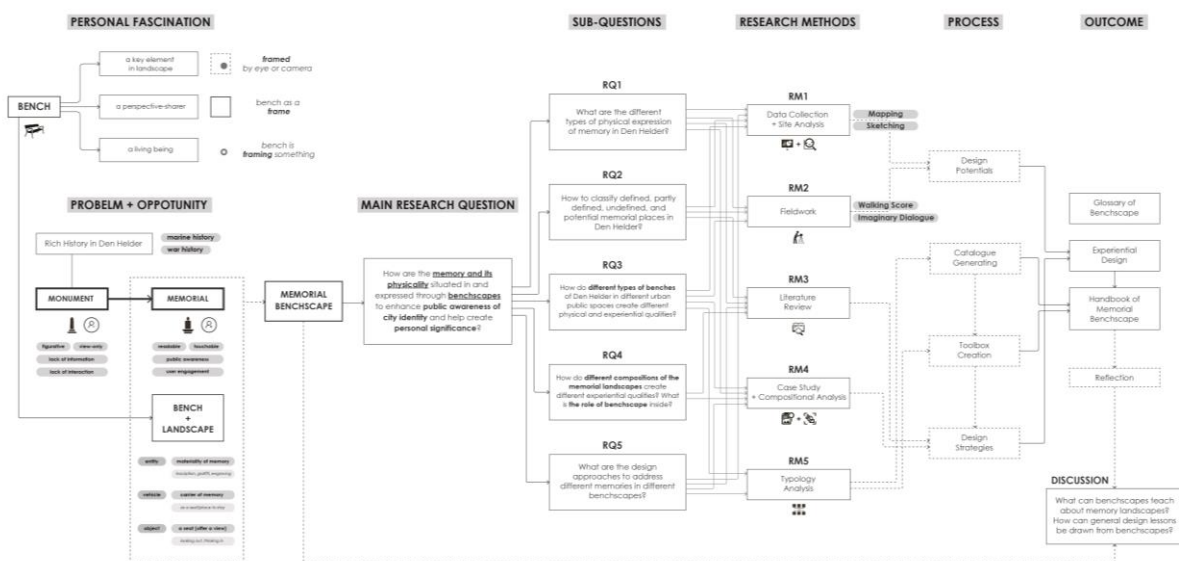 PERSONAL FASCINATION
BENCH
a key element
in landscape
framed
by eye or camera
a perspective-sharer
bench as a
frame
a living being
bench is
framing something
PROBELM + OPPOTUNITY
Rich History in Den Helder
marine history
war history
MONUMENT
MEMORIAL
figurative
view-only
lack of information
lack of interaction
readable
touchable
public awareness
user engagement
BENCH
+
LANDSCAPE
entity
materiality of memory
inscription, graffiti, engraving
vehicle
carrier of memory
as a
object
a seat (offer a view)
looking out, thinking in
MEMORIAL
BENCHSCAPE
MAIN RESEARCH QUESTION
How are the memory and its
physicality situated in and
expressed through benchscapes
to enhance public awareness of
city identity and help create
personal significance?
SUB-QUESTIONS
RQ1
What are the different
types of physical expression
of memory in Den Helder?
RQ2
How to classify defined, partly
defined, undefined, and
potential memorial places in
Den Helder?
RQ3
How do different types of benches
of Den Helder in different urban
public spaces create different
physical and experiential qualities?
RQ4
How do different compositions of the
memorial landscapes create
different experiential qualities? What
is the role of benchscape inside?
RQ5
What are the design
approaches to address
different memories in different
benchscapes?
RESEARCH METHODS
RM1
Data Collection
+ Site Analysis
Mapping
Sketching
RM2
Fieldwork
Walking Score
Imaginary Dialogue
RM3
Literature
Review
RM4
Case Study
+ Compositional Analysis
RM5
Typology
Analysis
PROCESS
Design
Potentials
Catalogue
Generating
Toolbox
Creation
Design
Strategies
OUTCOME
Glossary of
Benchscape
Experiential
Design
Handbook of
Memorial Benchscape
Reflection
DISCUSSION
What can benchscapes teach
about memory landscapes?
How can general design lessons
be drawn from benchscapes?